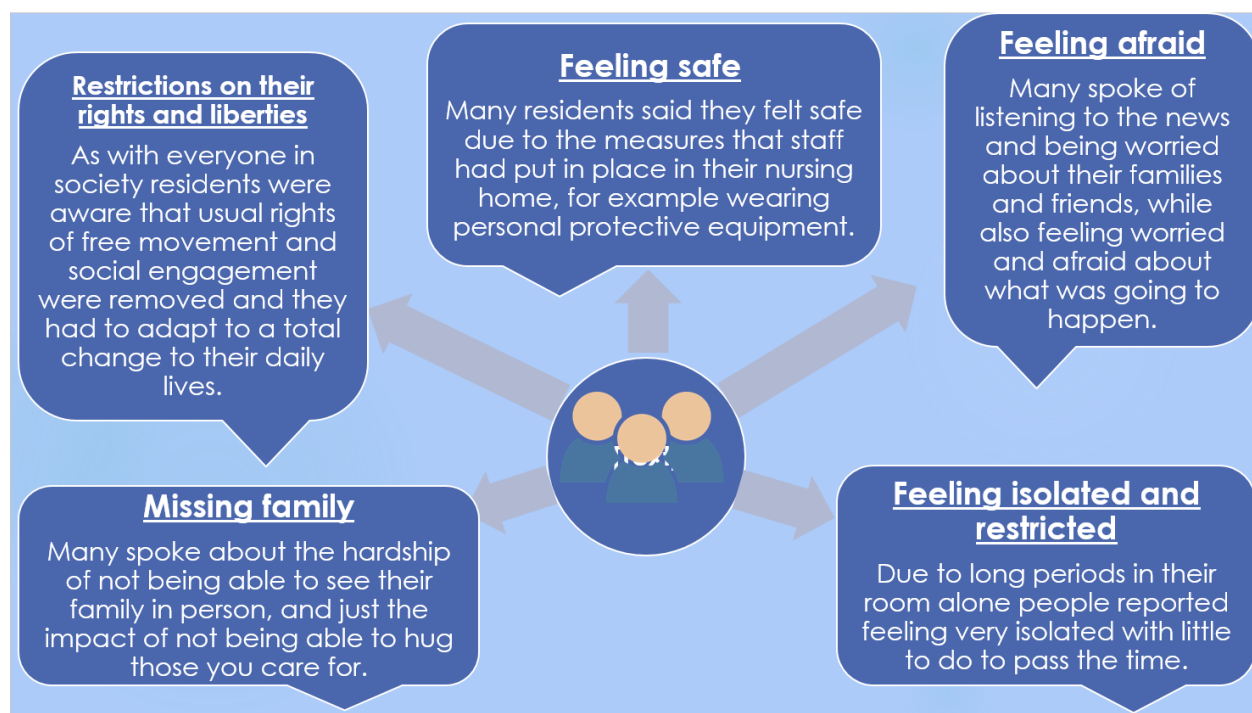 Restrictions on their
rights and liberties
As with everyone in
society residents were
aware that usual rights
of free movement and
social engagement
were removed and they
had to adapt to a total
change to their daily
lives.
Feeling safe
Many residents said they felt safe
due to the measures that staff
had put in place in their nursing
home, for example wearing
personal protective equipment.
Feeling afraid
Many spoke of
listening to the news
and being worried
about their families
and friends, while
also feeling worried
and afraid about
what was going to
happen.
Missing family
Many spoke about the hardship
of not being able to see their
family in person, and just the
impact of not being able to hug
those you care for.
Feeling isolated and
restricted
Due to long periods in their
room alone people reported
feeling very isolated with little
to do to pass the time.